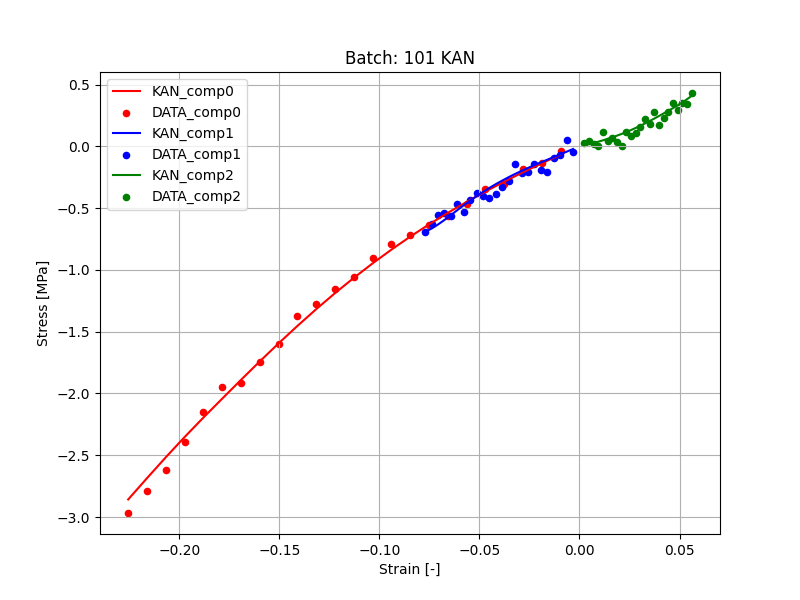 Batch: 101 KAN
KAN_comp0
DATA_comp0
KAN_comp1
DATA_comp1
KAN_comp2
DATA_comp2
0.5
0.0
−0.5
−1.0
−1.5
−2.0
−2.5
−3.0
Stress [MPa]
−0.20 −0.15 −0.10 −0.05 0.00 0.05
Strain [-]